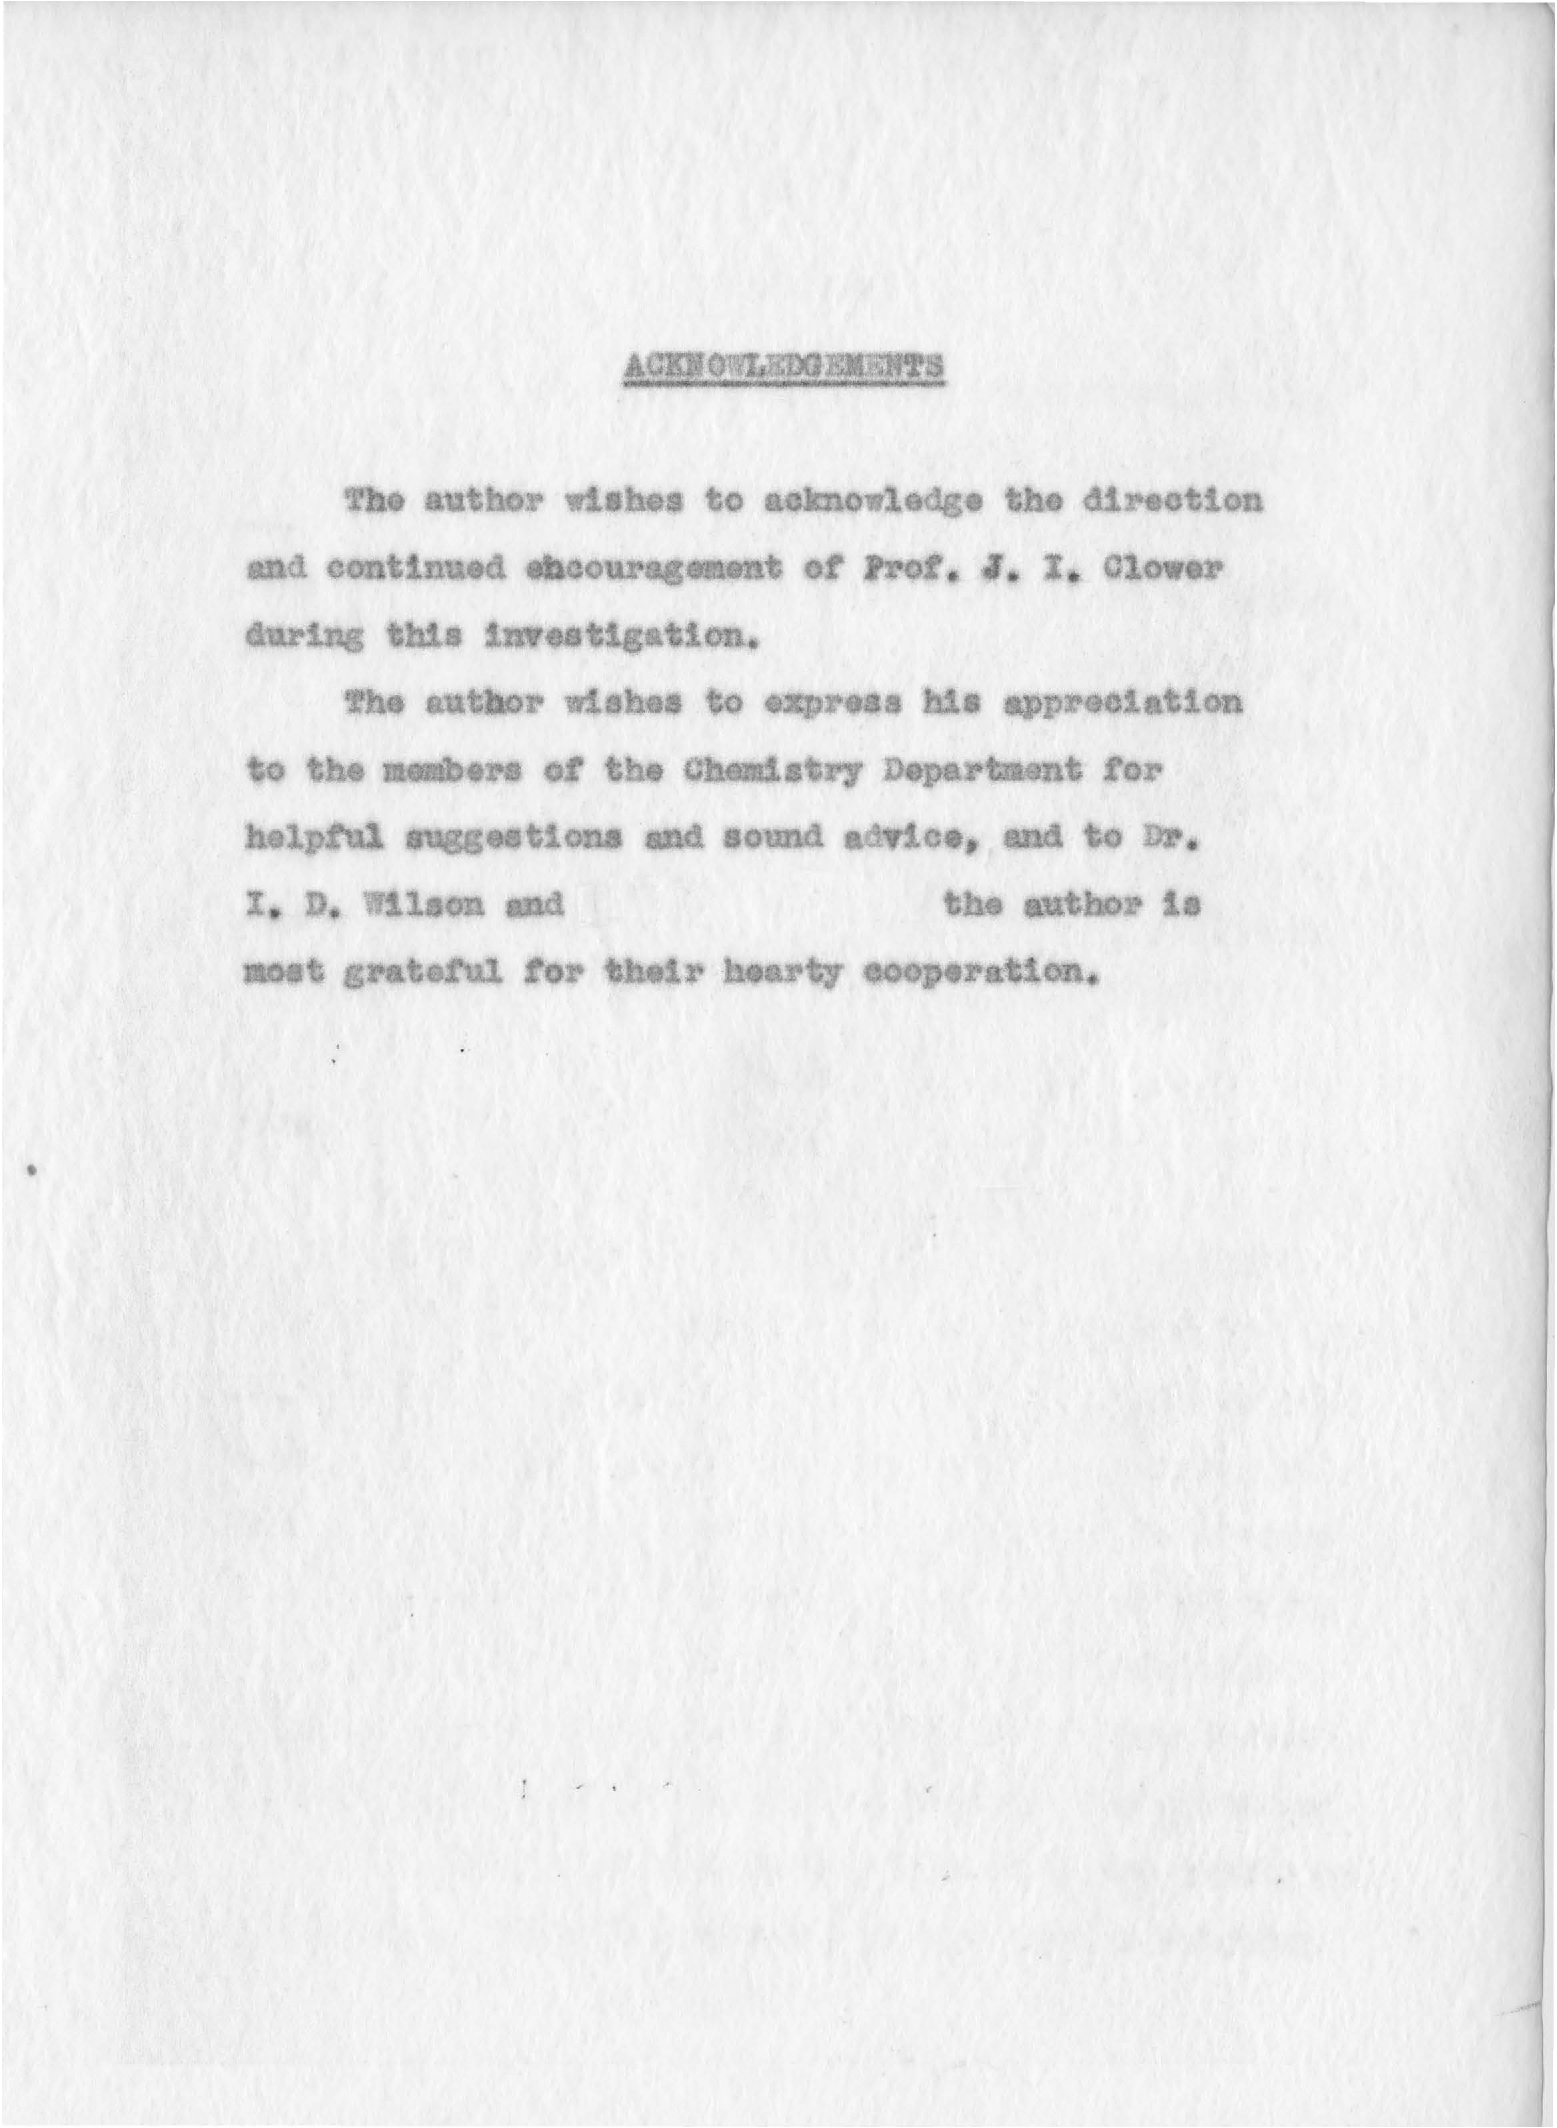 ACKNOWLEDGEMENTS
The author wishes to acknowledge the direction
and continued encouragement of Prof. J. I. Clower
during this investigation.
The author wishes to express his appreciation
to the members of the Chemistry Department for
helpful suggestions and sound advice, and to Dr.
I. D. Wilson and the author is
most grateful for their hearty cooperation.